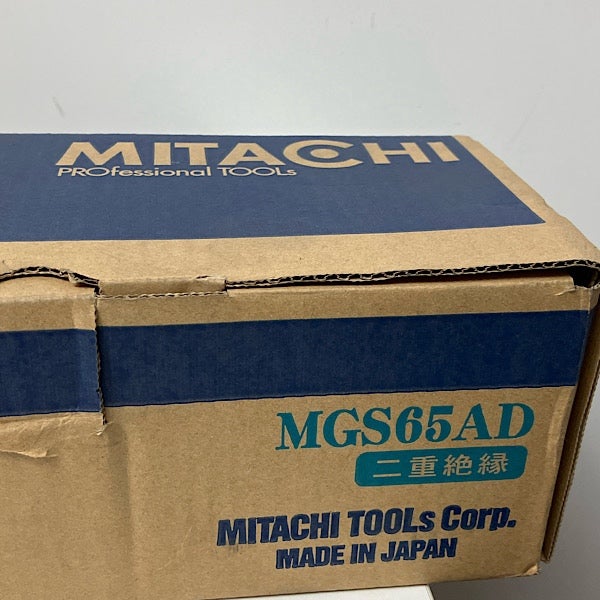 MITACHI
PROfessional TOOLs
MGS65AD
二重絶縁
MITACHI TOOLs Corp.
MADE IN JAPAN